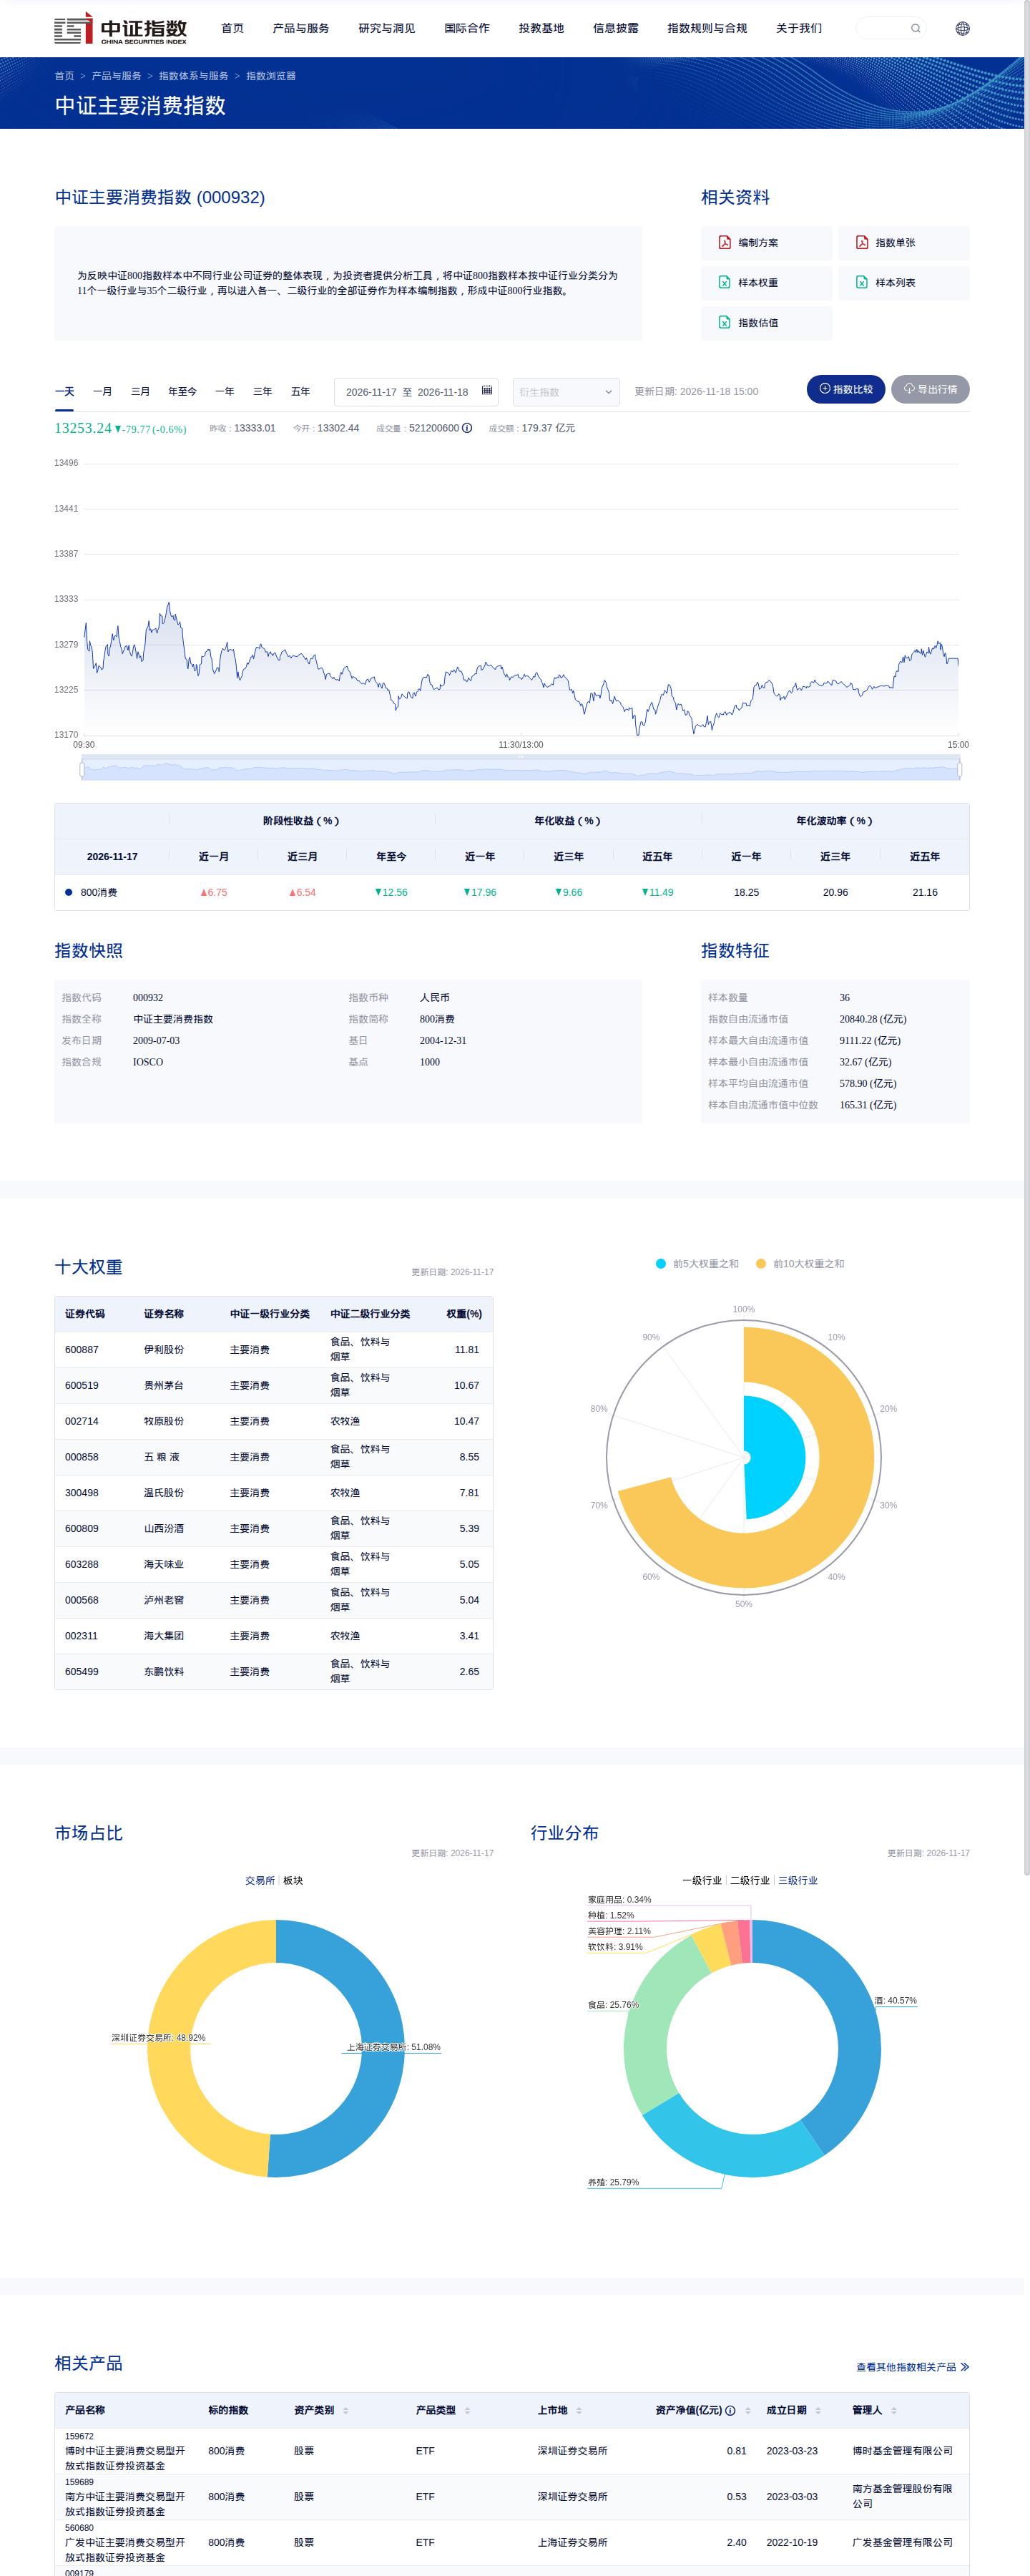 中证指数
CHINA SECURITIES INDEX
首页 产品与服务 研究与洞见 国际合作 投教基地 信息披露 指数规则与合规 关于我们
首页 > 产品与服务 > 指数体系与服务 > 指数浏览器
中证主要消费指数
中证主要消费指数 (000932)
为反映中证800指数样本中不同行业公司证券的整体表现，为投资者提供分析工具，将中证800指数样本按中证行业分类分为
11个一级行业与35个二级行业，再以进入各一、二级行业的全部证券作为样本编制指数，形成中证800行业指数。
相关资料
编制方案 指数单张
样本权重 样本列表
指数估值
一天 一月 三月 年至今 一年 三年 五年 2026-11-17 至 2026-11-18 衍生指数 更新日期: 2026-11-18 15:00 指数比较 导出行情
13253.24 ▼-79.77 (-0.6%) 昨收 : 13333.01 今开 : 13302.44 成交量 : 521200600 成交额 : 179.37 亿元
13496
13441
13387
13333
13279
13225
13170
09:30 11:30/13:00 15:00
阶段性收益 ( % ) 年化收益 ( % ) 年化波动率 ( % )
2026-11-17 近一月 近三月 年至今 近一年 近三年 近五年 近一年 近三年 近五年
800消费 ▲6.75 ▲6.54 ▼12.56 ▼17.96 ▼9.66 ▼11.49 18.25 20.96 21.16
指数快照
指数代码 000932 指数币种 人民币
指数全称 中证主要消费指数 指数简称 800消费
发布日期 2009-07-03 基日 2004-12-31
指数合规 IOSCO 基点 1000
指数特征
样本数量 36
指数自由流通市值 20840.28 (亿元)
样本最大自由流通市值 9111.22 (亿元)
样本最小自由流通市值 32.67 (亿元)
样本平均自由流通市值 578.90 (亿元)
样本自由流通市值中位数 165.31 (亿元)
十大权重
更新日期: 2026-11-17
证券代码 证券名称 中证一级行业分类 中证二级行业分类 权重(%)
600887 伊利股份 主要消费 食品、饮料与烟草 11.81
600519 贵州茅台 主要消费 食品、饮料与烟草 10.67
002714 牧原股份 主要消费 农牧渔 10.47
000858 五 粮 液 主要消费 食品、饮料与烟草 8.55
300498 温氏股份 主要消费 农牧渔 7.81
600809 山西汾酒 主要消费 食品、饮料与烟草 5.39
603288 海天味业 主要消费 食品、饮料与烟草 5.05
000568 泸州老窖 主要消费 食品、饮料与烟草 5.04
002311 海大集团 主要消费 农牧渔 3.41
605499 东鹏饮料 主要消费 食品、饮料与烟草 2.65
前5大权重之和 前10大权重之和
100%
90% 10%
80% 20%
70% 30%
60% 40%
50%
市场占比
更新日期: 2026-11-17
交易所 板块
深圳证券交易所: 48.92%
上海证券交易所: 51.08%
行业分布
更新日期: 2026-11-17
一级行业 二级行业 三级行业
家庭用品: 0.34%
种植: 1.52%
美容护理: 2.11%
软饮料: 3.91%
食品: 25.76%
酒: 40.57%
养殖: 25.79%
相关产品
查看其他指数相关产品
产品名称 标的指数 资产类别 产品类型 上市地 资产净值(亿元) 成立日期 管理人
159672
博时中证主要消费交易型开放式指数证券投资基金 800消费 股票 ETF 深圳证券交易所 0.81 2023-03-23 博时基金管理有限公司
159689
南方中证主要消费交易型开放式指数证券投资基金 800消费 股票 ETF 深圳证券交易所 0.53 2023-03-03 南方基金管理股份有限公司
560680
广发中证主要消费交易型开放式指数证券投资基金 800消费 股票 ETF 上海证券交易所 2.40 2022-10-19 广发基金管理有限公司
009179